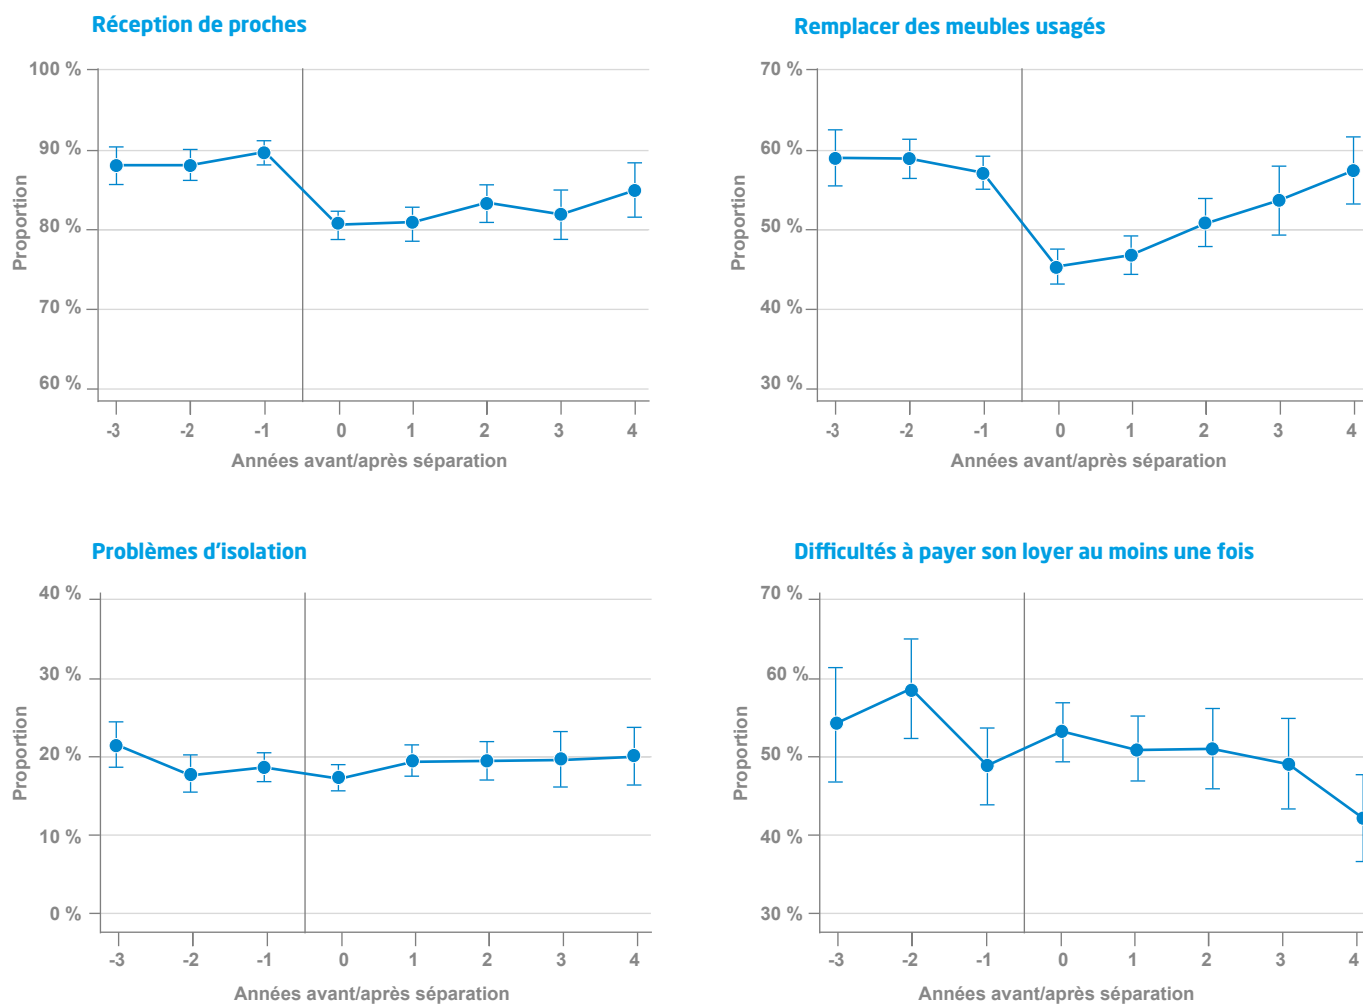 Réception de proches
100 %
90 %
80 %
70 %
60 %
Proportion
-3 -2 -1 0 1 2 3 4
Années avant/après séparation
Remplacer des meubles usagés
70 %
60 %
50 %
40 %
30 %
Proportion
-3 -2 -1 0 1 2 3 4
Années avant/après séparation
Problèmes d'isolation
40 %
30 %
20 %
10 %
0 %
Proportion
-3 -2 -1 0 1 2 3 4
Années avant/après séparation
Difficultés à payer son loyer au moins une fois
70 %
60 %
50 %
40 %
30 %
Proportion
-3 -2 -1 0 1 2 3 4
Années avant/après séparation